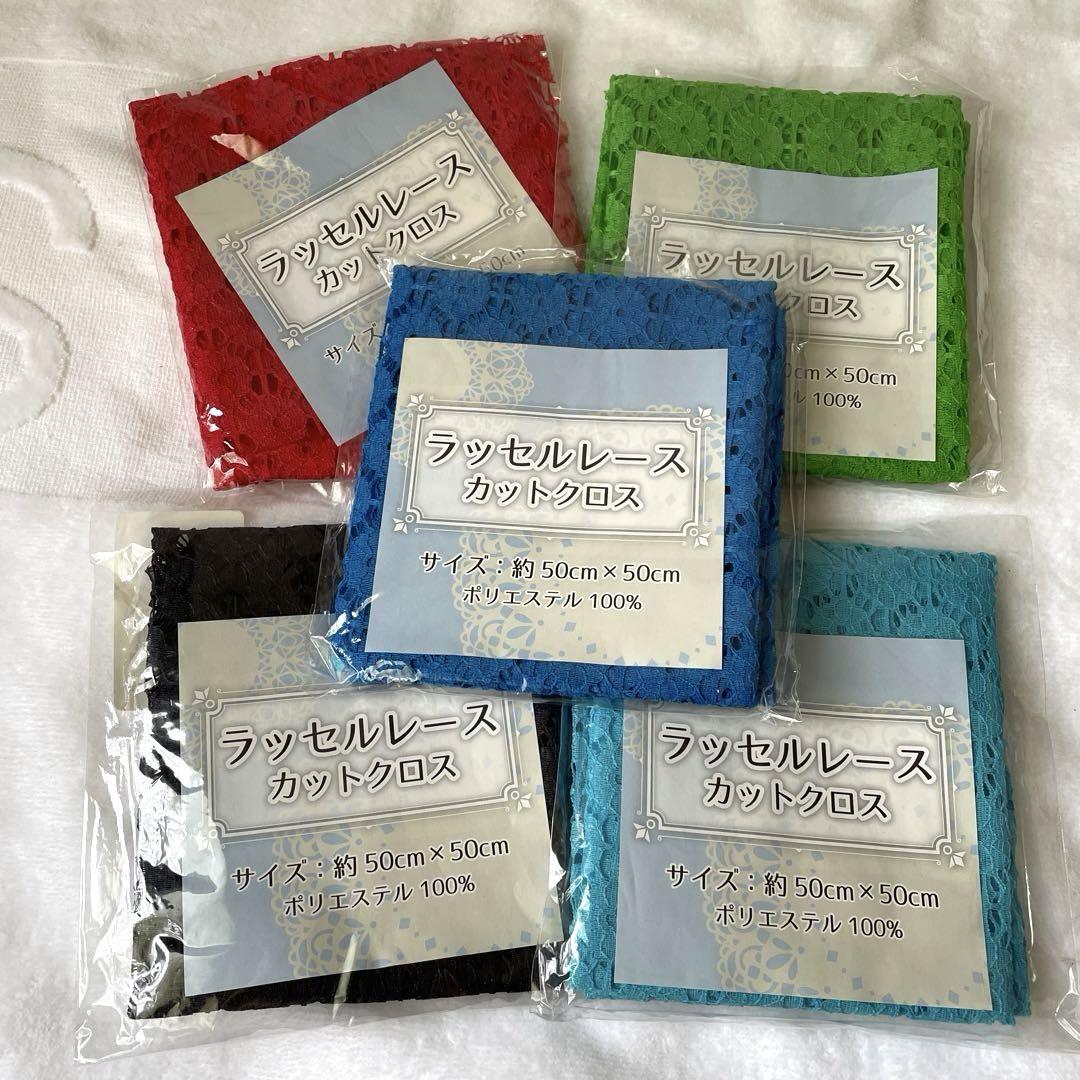 ラッセルレース
カットクロス
サイズ
0cm
ラッセルレース
クロス
0cm×50cm
ル 100%
ラッセルレース
カットクロス
サイズ：約 50cm×50cm
ポリエステル 100%
ラッセルレース
カットクロス
サイズ：約 50cm×50cm
ポリエステル 100%
ラッセルレース
カットクロス
サイズ：約 50cm×50cm
ポリエステル 100%